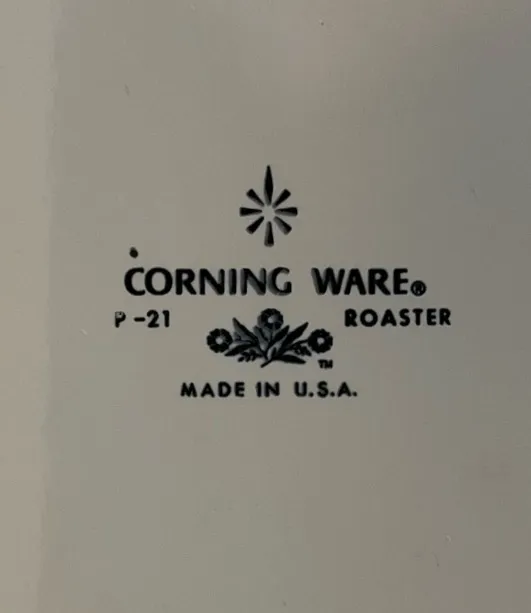 CORNING WARE®
P-21 ROASTER
TM
MADE IN U.S.A.